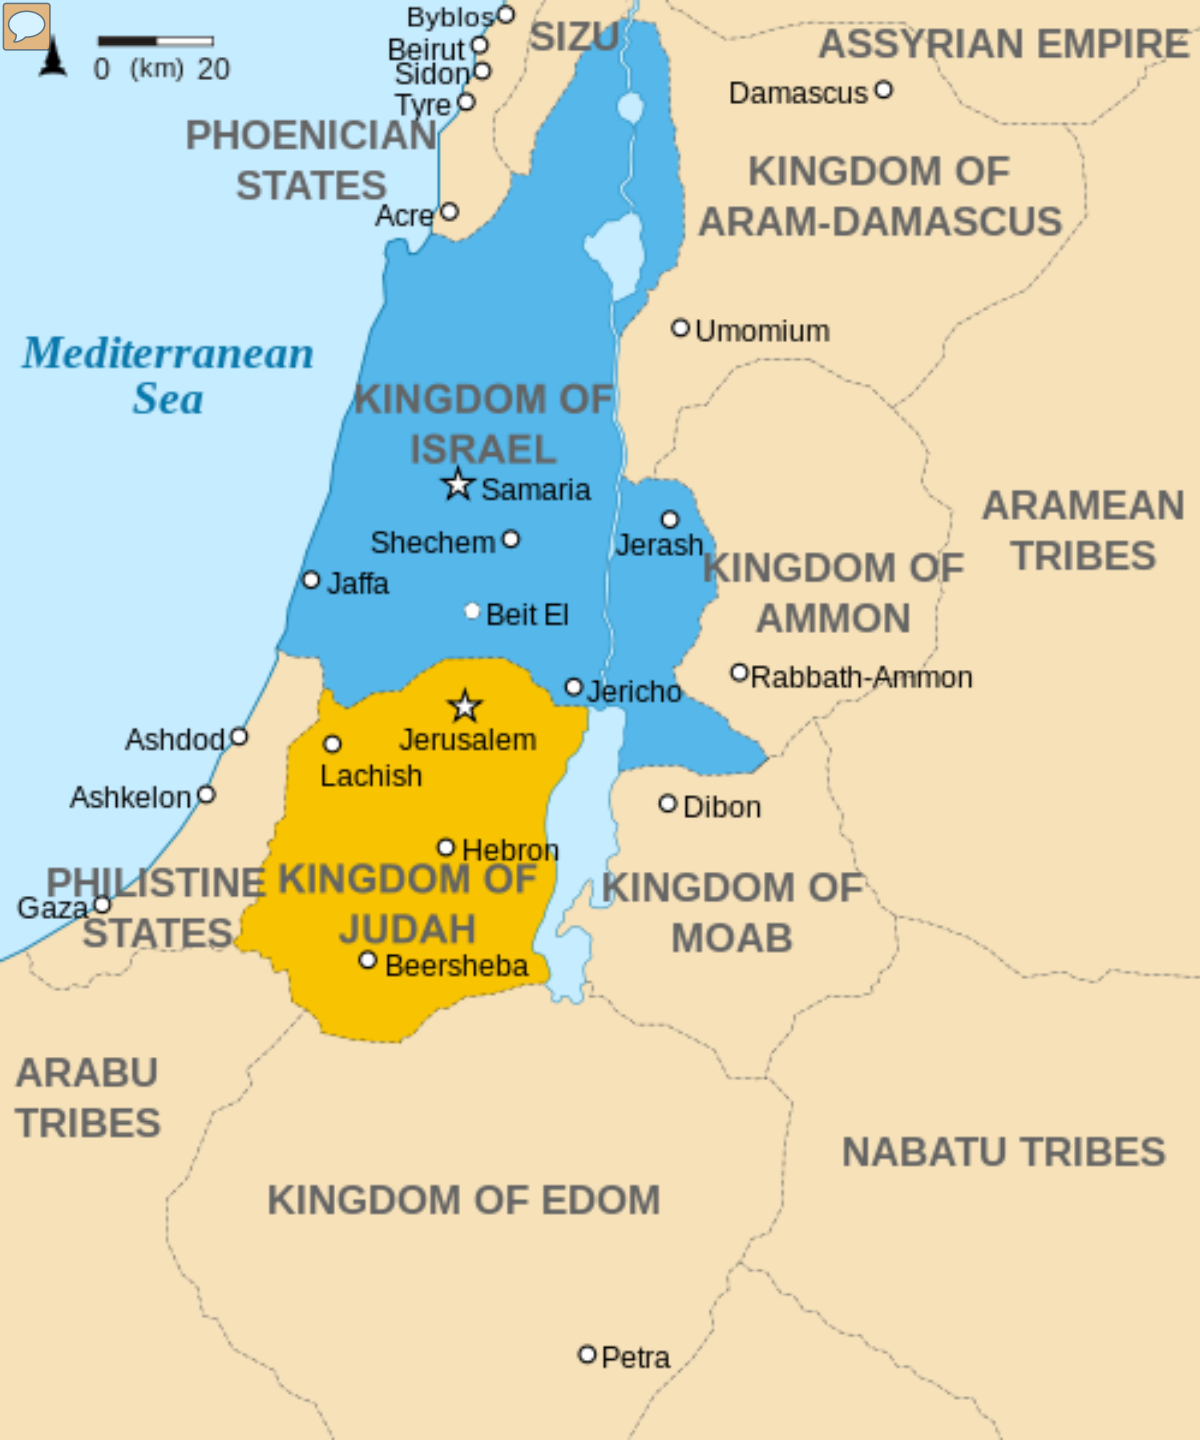 Byblos
SIZU
Beirut
ASSYRIAN EMPIRE
0 (km) 20
Sidon
Damascus
Tyre
PHOENICIAN
STATES
KINGDOM OF
ARAM-DAMASCUS
Acre
Umomium
Mediterranean
Sea
KINGDOM OF
ISRAEL
Samaria
ARAMEAN
TRIBES
Shechem
Jerash
KINGDOM OF
AMMON
Jaffa
Beit El
Rabbath-Ammon
Jericho
Ashdod
Jerusalem
Lachish
Ashkelon
Dibon
Hebron
PHILISTINE
STATES
KINGDOM OF
JUDAH
KINGDOM OF
MOAB
Gaza
Beersheba
ARABU
TRIBES
NABATU TRIBES
KINGDOM OF EDOM
Petra